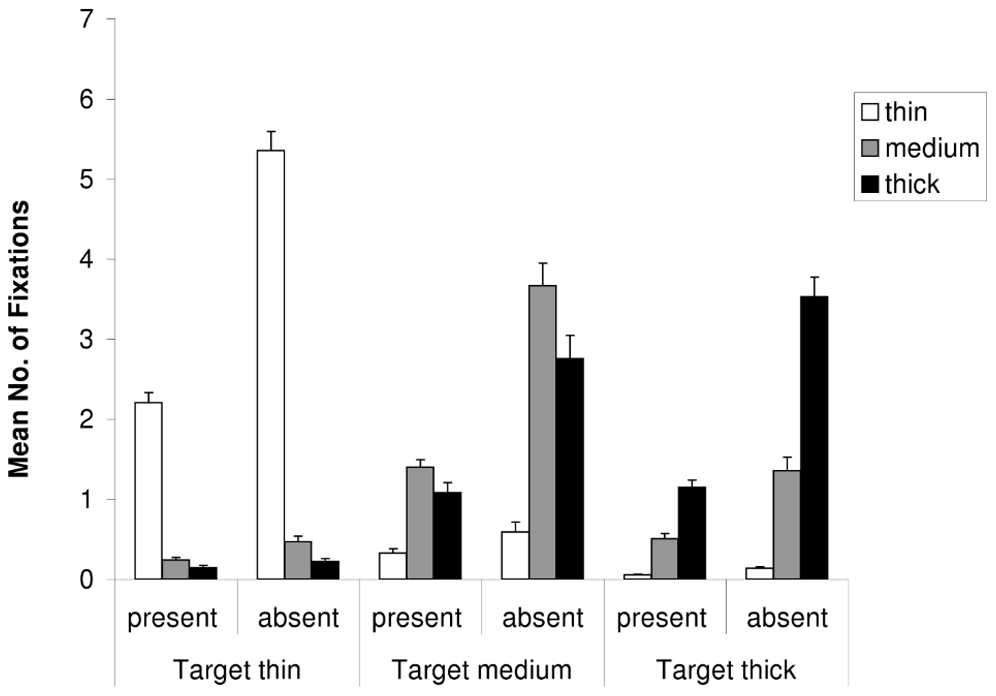 7
6
5
4
3
2
1
0
Mean No. of Fixations
thin
medium
thick
present absent present absent present absent
Target thin Target medium Target thick